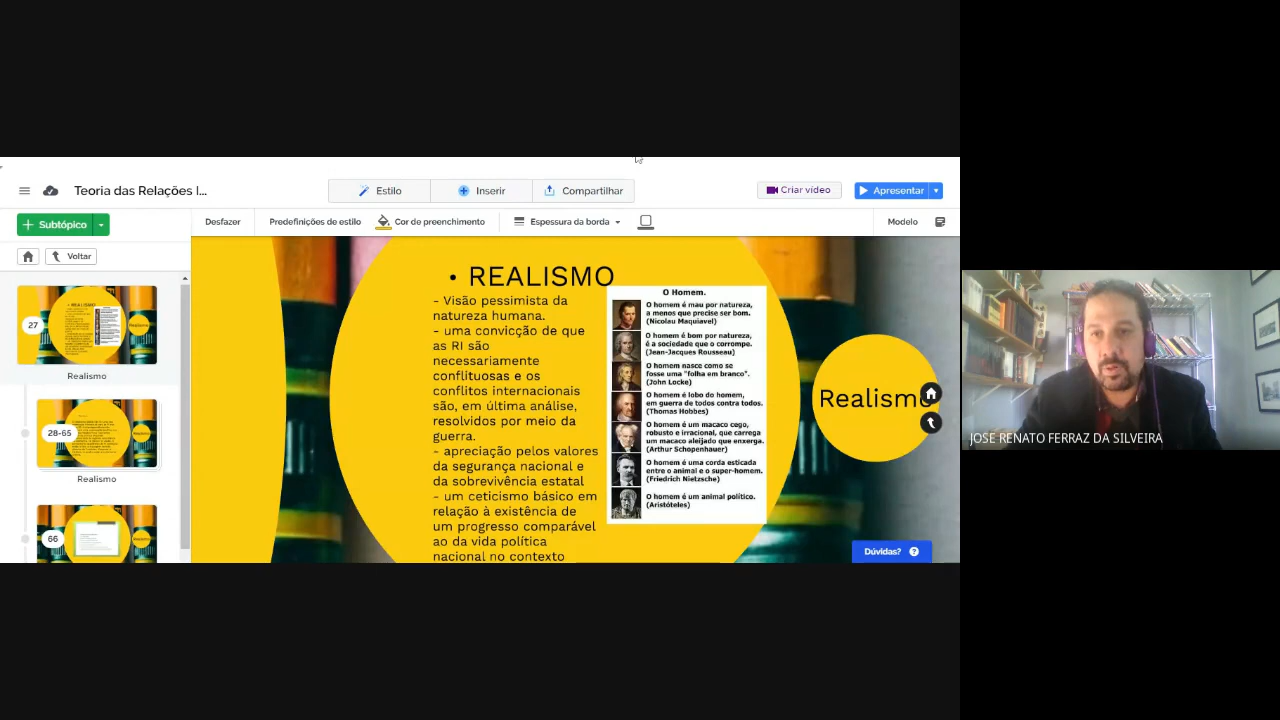 Teoria das Relações I...
Estilo
Inserir
Compartilhar
Criar vídeo
Apresentar
Subtópico
Desfazer
Predefinições de estilo
Cor de preenchimento
Espessura da borda
Modelo
Voltar
27
Realismo
28-65
Realismo
66
• REALISMO
- Visão pessimista da
natureza humana.
- uma convicção de que
as RI são
necessariamente
conflituosas e os
conflitos internacionais
são, em última análise,
resolvidos por meio da
guerra.
- apreciação pelos valores
da segurança nacional e
da sobrevivência estatal
- um ceticismo básico em
relação à existência de
um progresso comparável
ao da vida política
nacional no contexto
O Homem.
O homem é mau por natureza,
a menos que precise ser bom.
(Nicolau Maquiavel)
O homem é bom por natureza,
é a sociedade que o corrompe.
(Jean-Jacques Rousseau)
O homem nasce como se
fosse uma "folha em branco".
(John Locke)
O homem é lobo do homem,
em guerra de todos contra todos.
(Thomas Hobbes)
O homem é um macaco cego,
robusto e irracional, que carrega
um macaco aleijado que enxerga.
(Arthur Schopenhauer)
O homem é uma corda esticada
entre o animal e o super-homem.
(Friedrich Nietzsche)
O homem é um animal político.
(Aristóteles)
Realismo
Dúvidas?
JOSE RENATO FERRAZ DA SILVEIRA